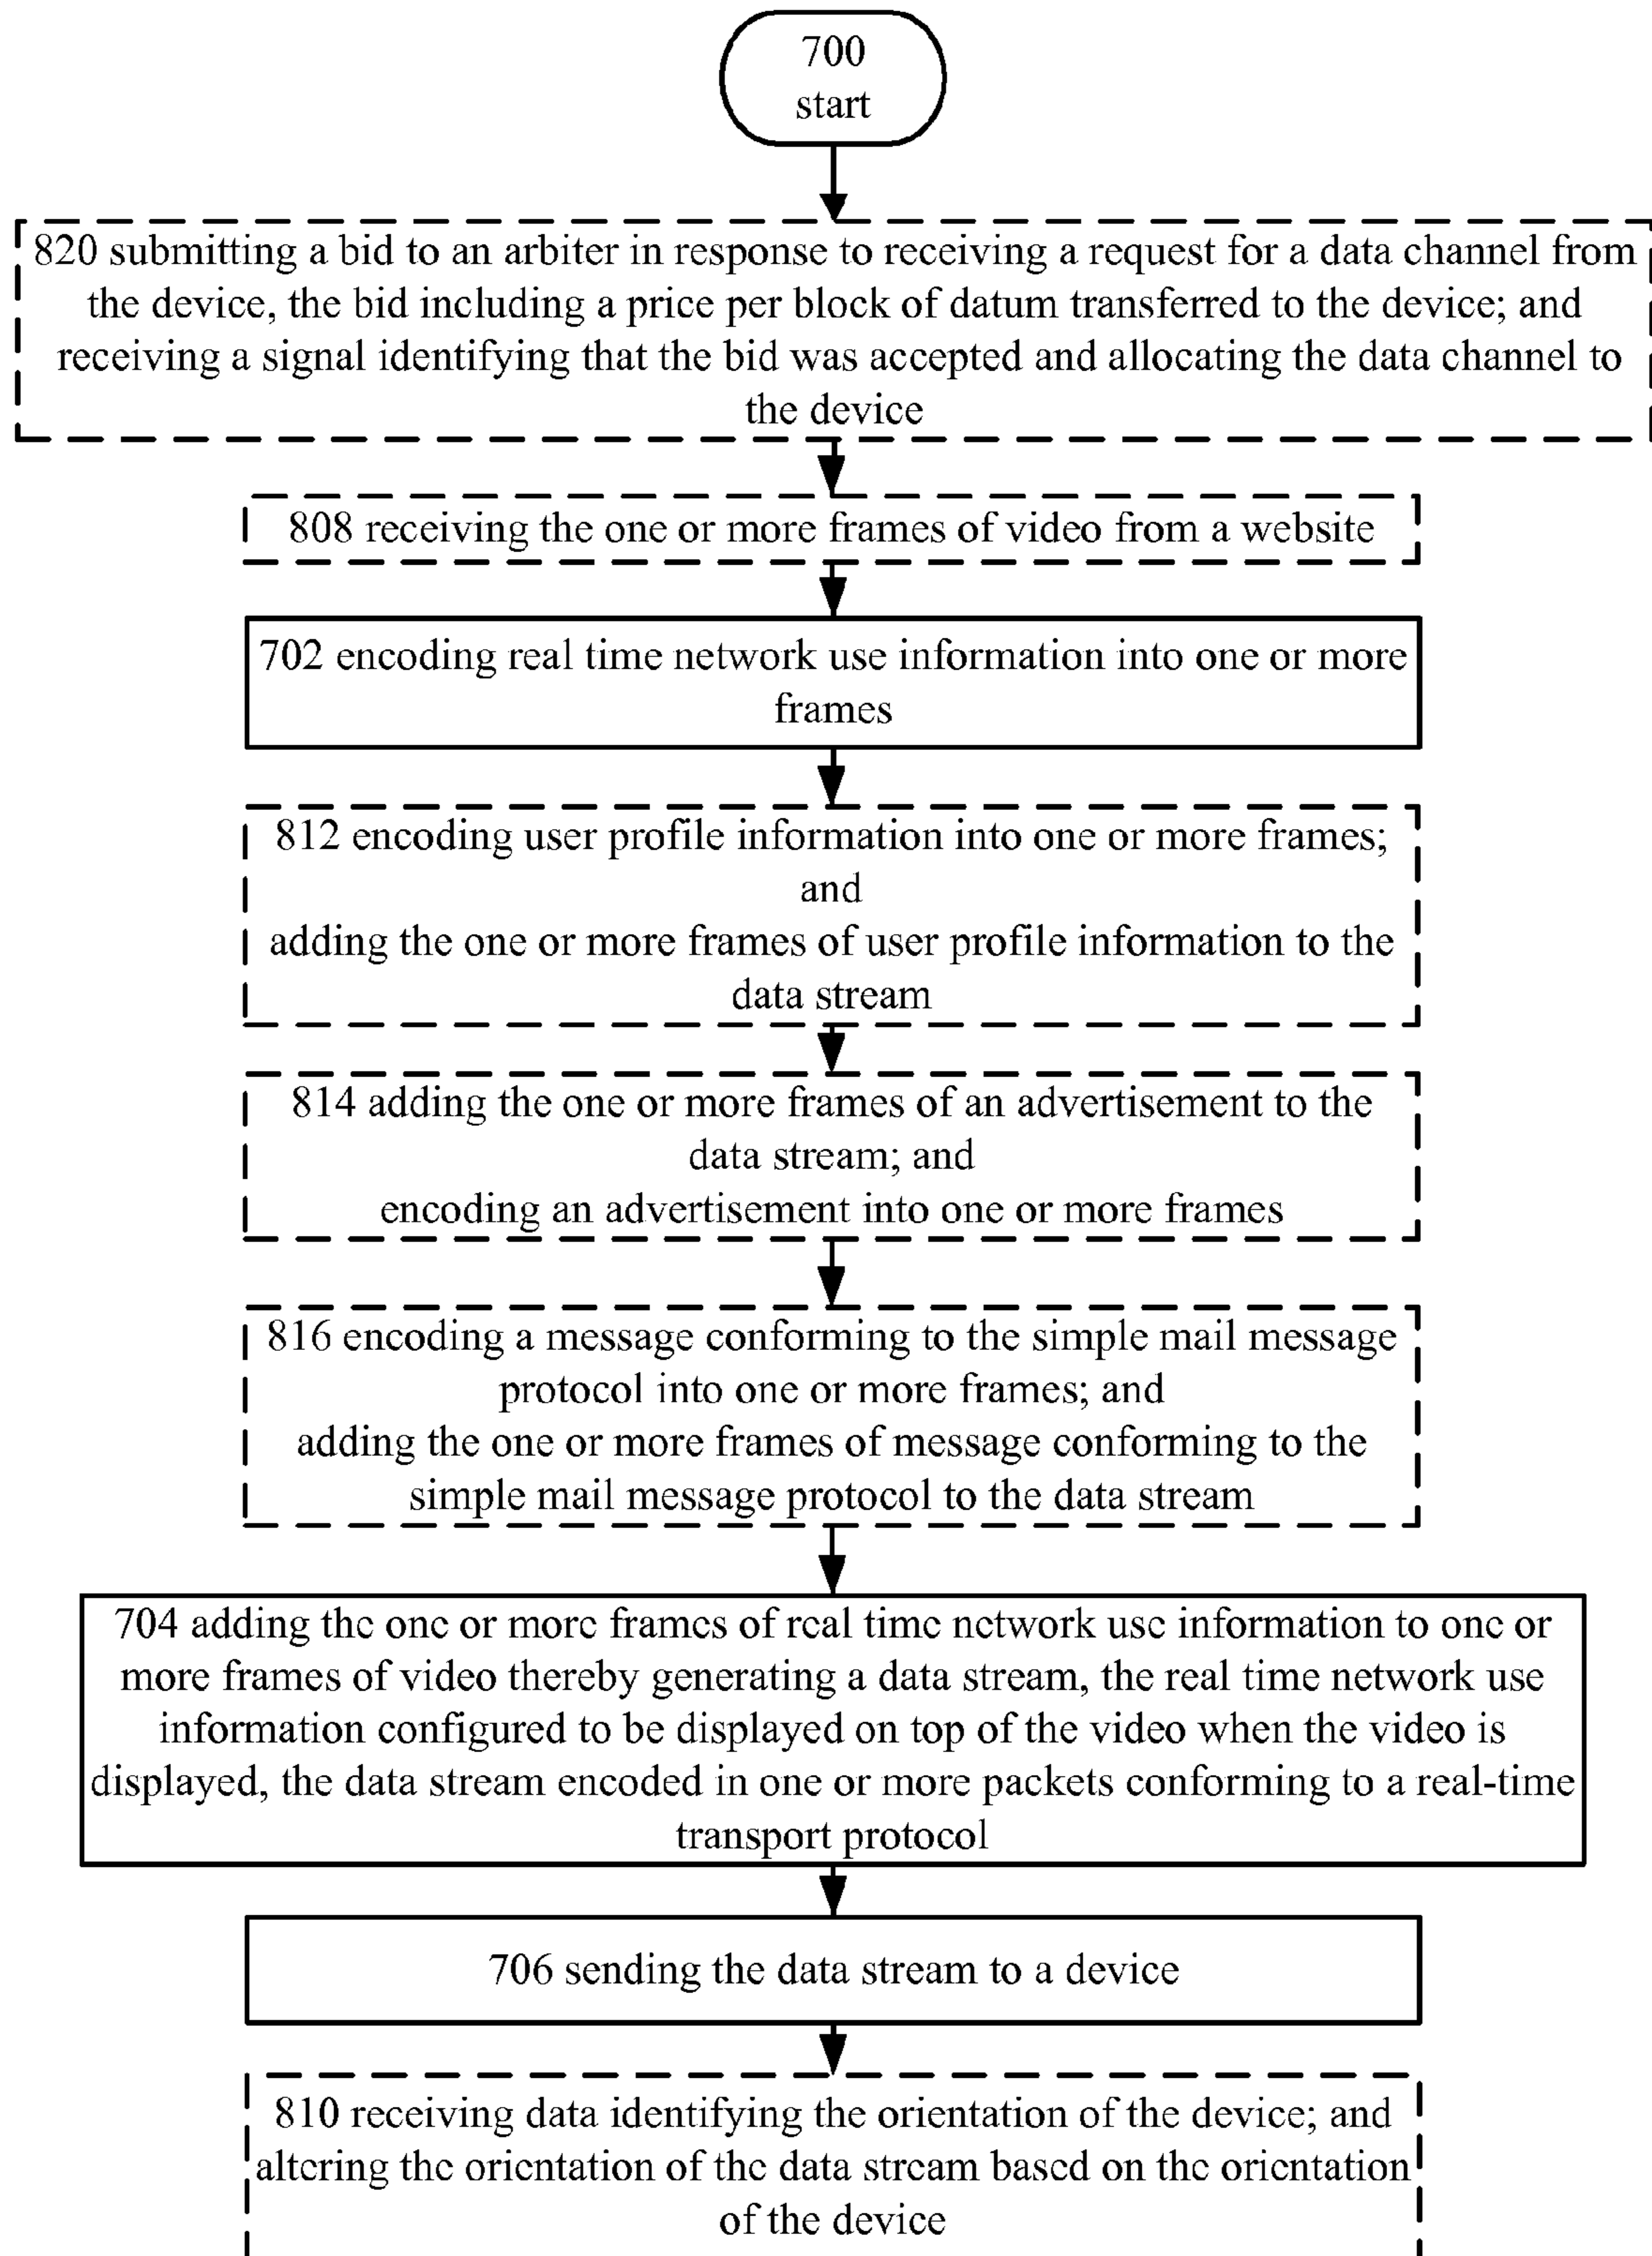 700
start
820 submitting a bid to an arbiter in response to receiving a request for a data channel from
the device, the bid including a price per block of datum transferred to the device; and
receiving a signal identifying that the bid was accepted and allocating the data channel to
the device
808 receiving the one or more frames of video from a website
702 encoding real time network use information into one or more
frames
812 encoding user profile information into one or more frames;
and
adding the one or more frames of user profile information to the
data stream
814 adding the one or more frames of an advertisement to the
data stream; and
encoding an advertisement into one or more frames
816 encoding a message conforming to the simple mail message
protocol into one or more frames; and
adding the one or more frames of message conforming to the
simple mail message protocol to the data stream
704 adding the one or more frames of real time network use information to one or
more frames of video thereby generating a data stream, the real time network use
information configured to be displayed on top of the video when the video is
displayed, the data stream encoded in one or more packets conforming to a real-time
transport protocol
706 sending the data stream to a device
810 receiving data identifying the orientation of the device; and
altering the orientation of the data stream based on the orientation
of the device